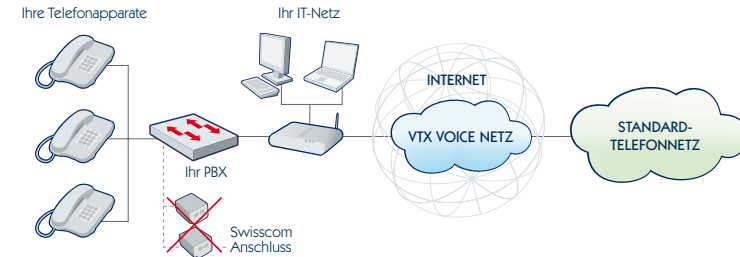 Ihre Telefonapparate
Ihr IT-Netz
INTERNET
VTX VOICE NETZ
STANDARD-
TELEFONNETZ
Ihr PBX
Swisscom
Anschluss